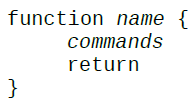 function name {
commands
return
}